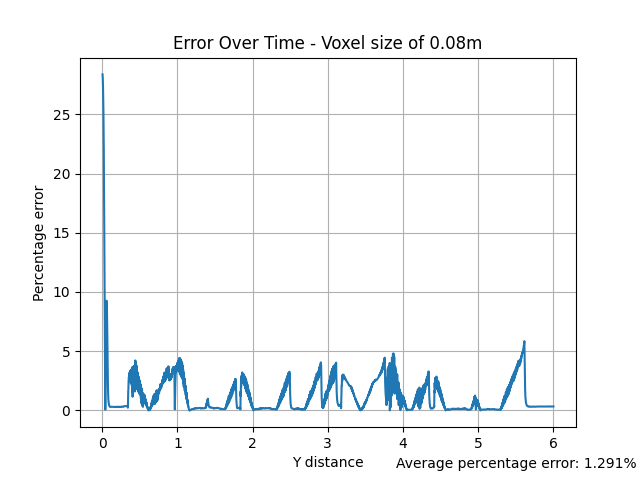 Error Over Time - Voxel size of 0.08m
Percentage error
25
20
15
10
5
0
0 1 2 3 4 5 6
Y distance
Average percentage error: 1.291%